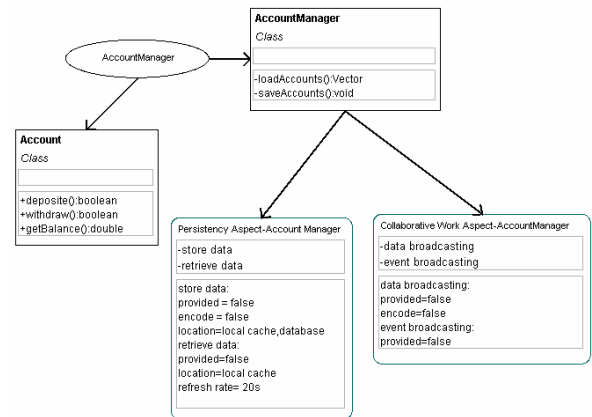 AccountManager
AccountManager
Class
-loadAccounts():Vector
-saveAccounts():void
Account
Class
+deposite():boolean
+withdraw():boolean
+getBalance():double
Persistency Aspect-Account Manager
-store data
-retrieve data
store data:
provided = false
encode = false
location=local cache,database
retrieve data:
provided=false
location=local cache
refresh rate= 20s
Collaborative Work Aspect-AccountManager
-data broadcasting
-event broadcasting
data broadcasting:
provided=false
encode=false
event broadcasting:
provided=false